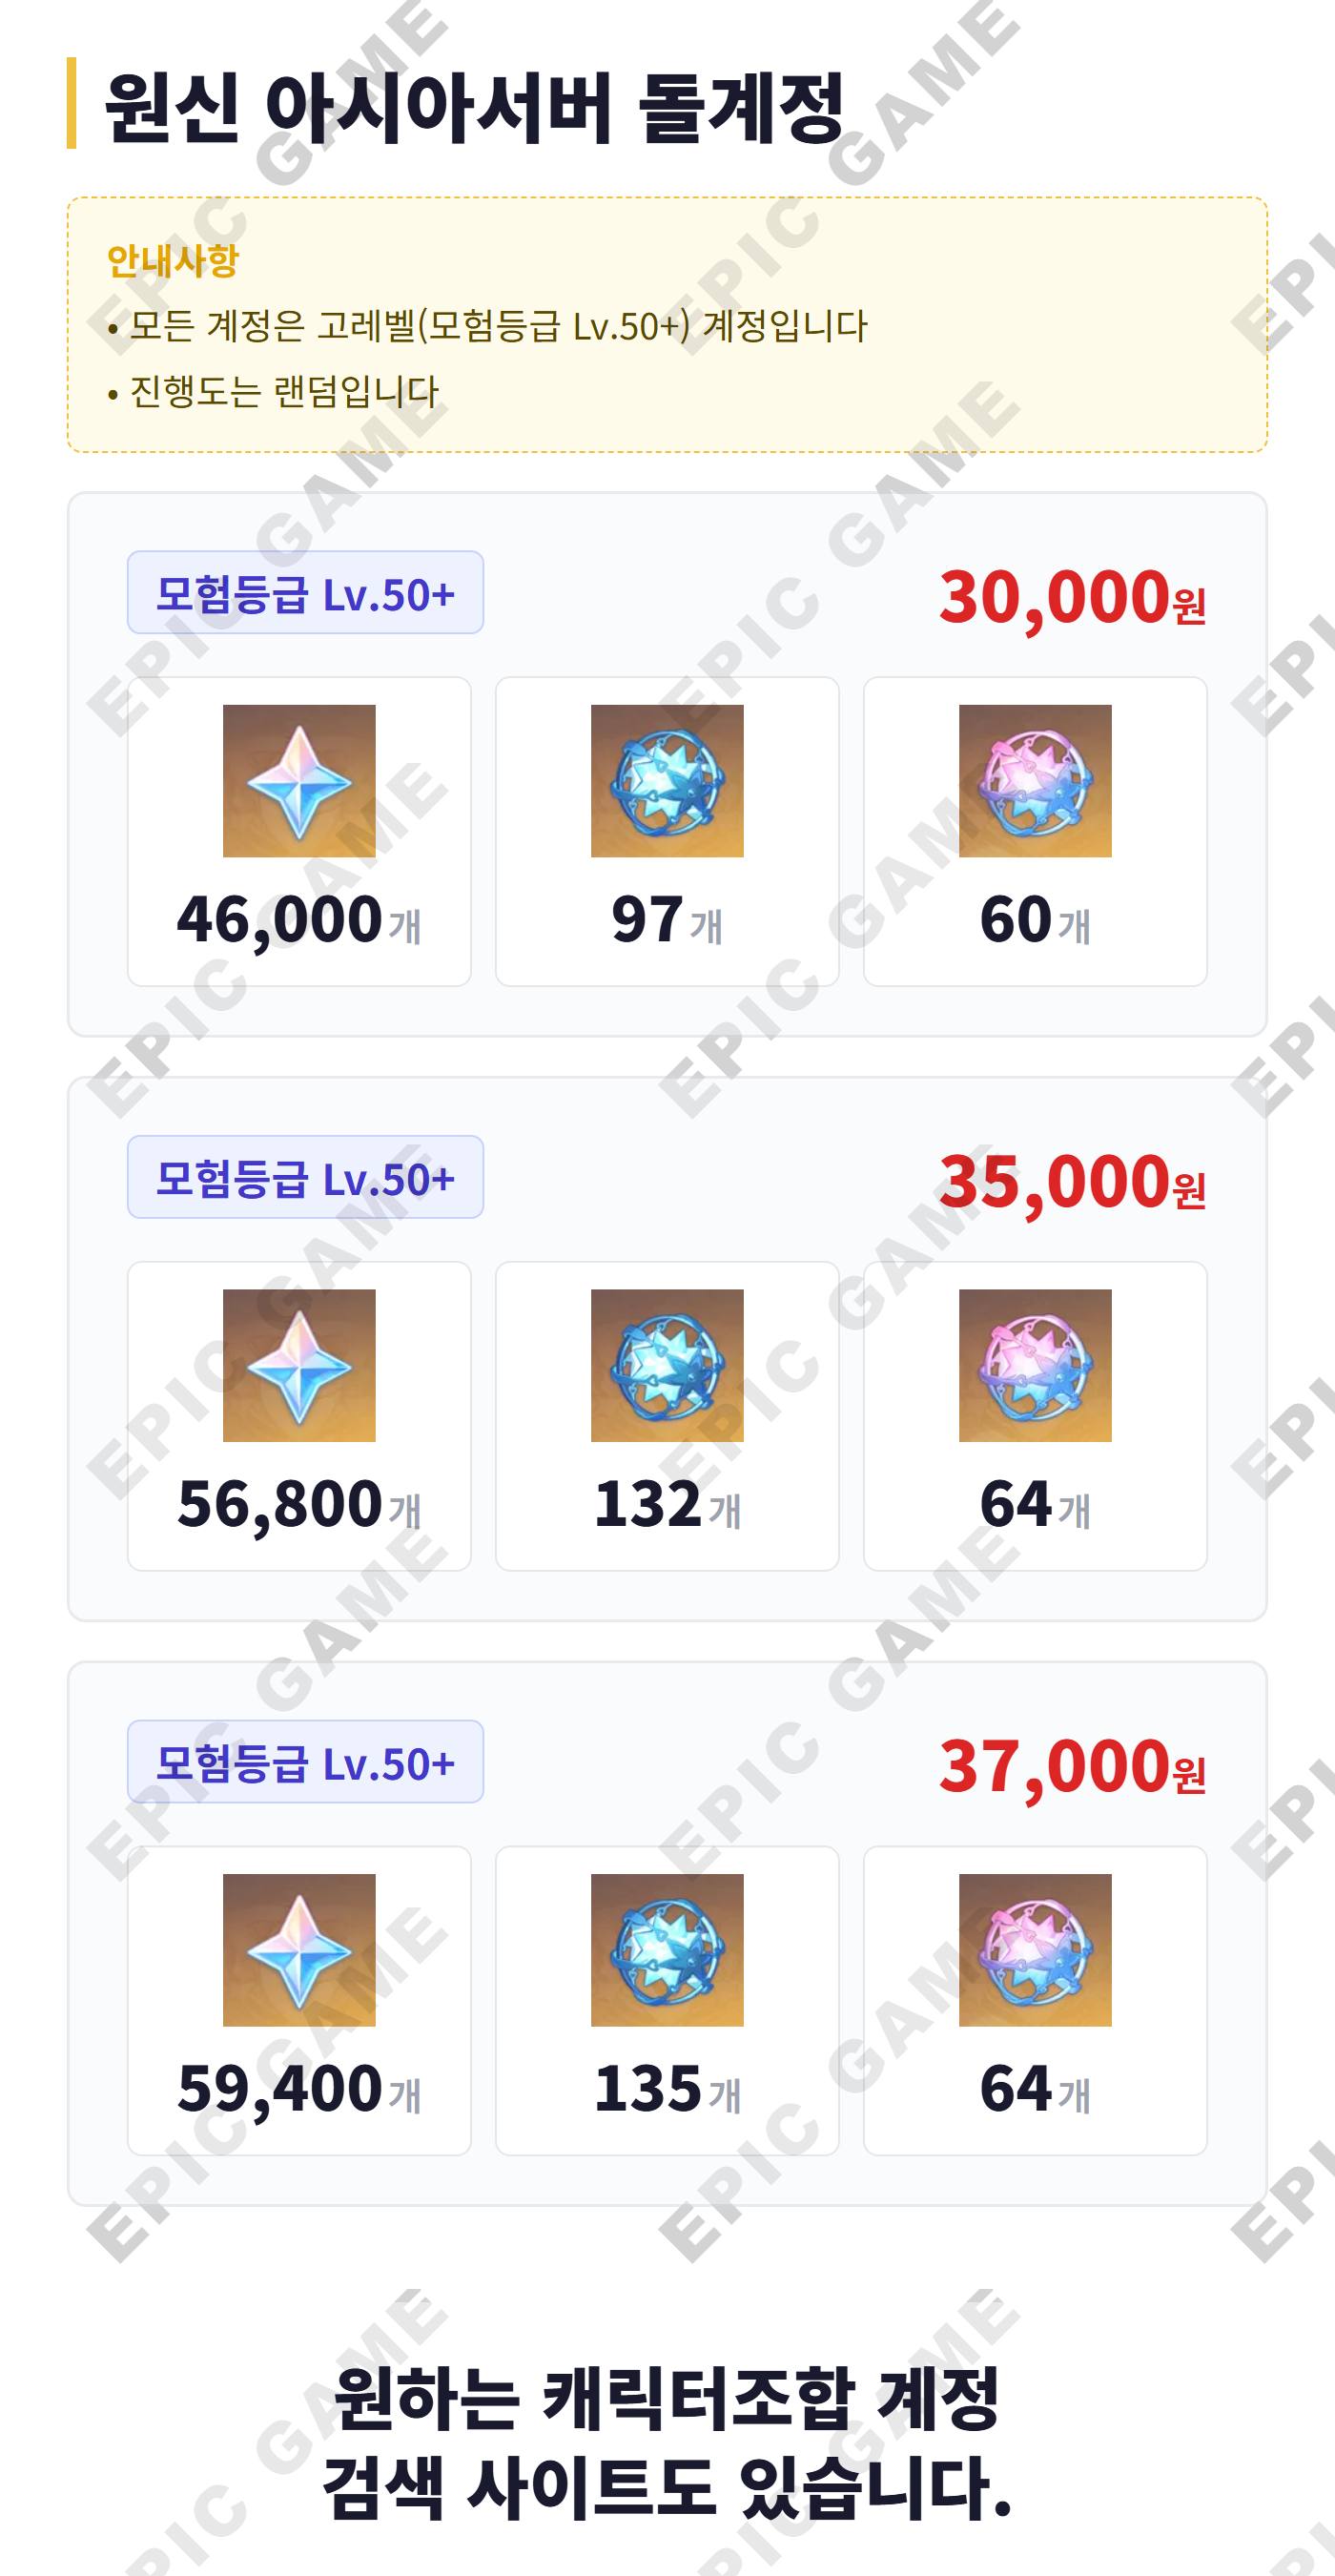 원신 아시아서버 돌계정
안내사항
• 모든 계정은 고레벨(모험등급 Lv.50+) 계정입니다
• 진행도는 랜덤입니다
모험등급 Lv.50+
30,000원
46,000개
97개
60개
모험등급 Lv.50+
35,000원
56,800개
132개
64개
모험등급 Lv.50+
37,000원
59,400개
135개
64개
원하는 캐릭터조합 계정
검색 사이트도 있습니다.
EPIC GAME